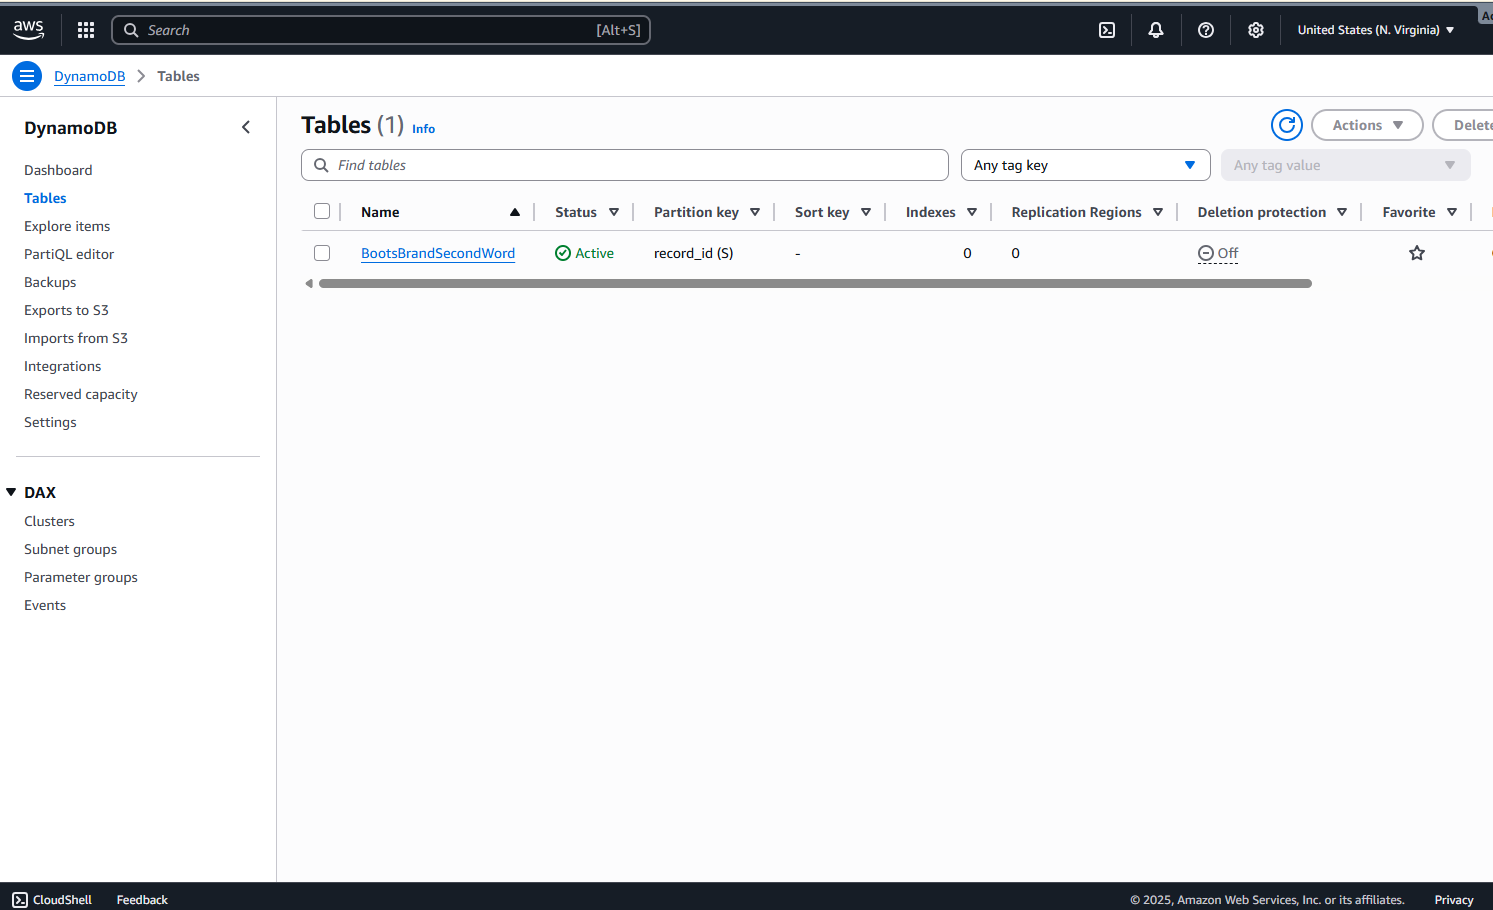 aws
Search [Alt+S]
United States (N. Virginia)
DynamoDB > Tables
DynamoDB
Dashboard
Tables
Explore items
PartiQL editor
Backups
Exports to S3
Imports from S3
Integrations
Reserved capacity
Settings
DAX
Clusters
Subnet groups
Parameter groups
Events
Tables (1) Info
Actions
Delete
Find tables
Any tag key
Any tag value
Name Status Partition key Sort key Indexes Replication Regions Deletion protection Favorite
BootsBrandSecondWord Active record_id (S) - 0 0 Off
CloudShell Feedback
© 2025, Amazon Web Services, Inc. or its affiliates. Privacy